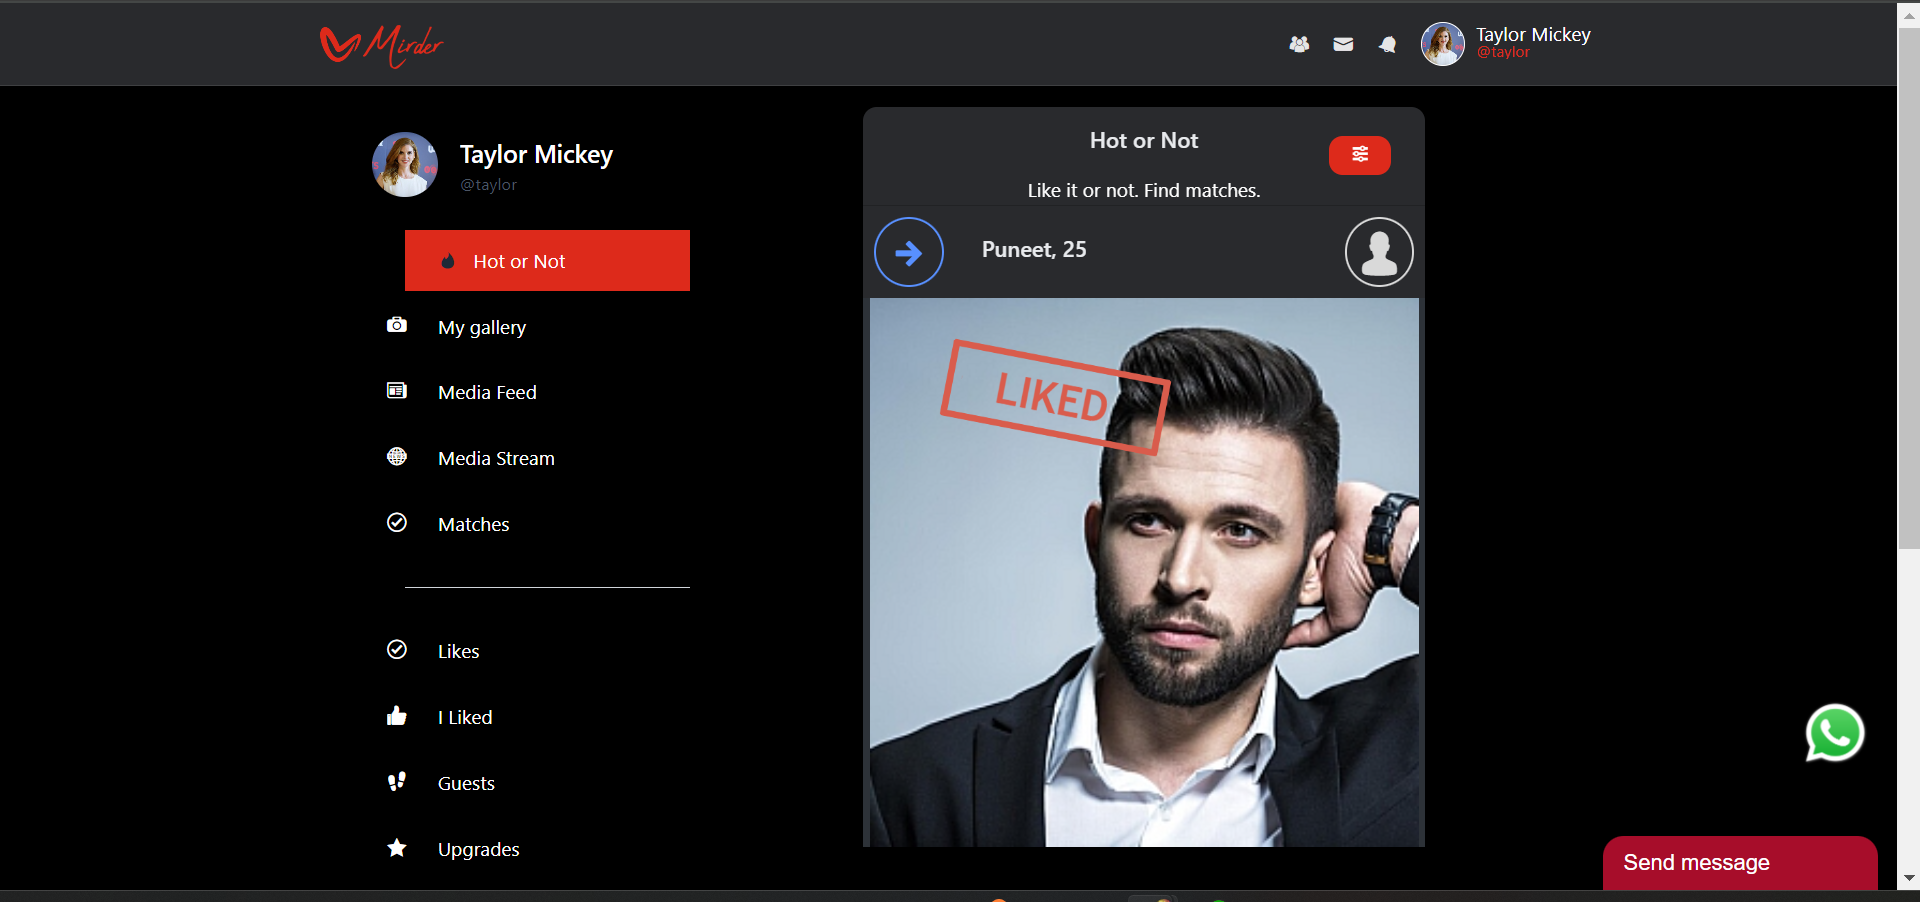 Mirder
Taylor Mickey
@taylor
Taylor Mickey
@taylor
Hot or Not
My gallery
Media Feed
Media Stream
Matches
Likes
I Liked
Guests
Upgrades
Hot or Not
Like it or not. Find matches.
Puneet, 25
LIKED
Send message